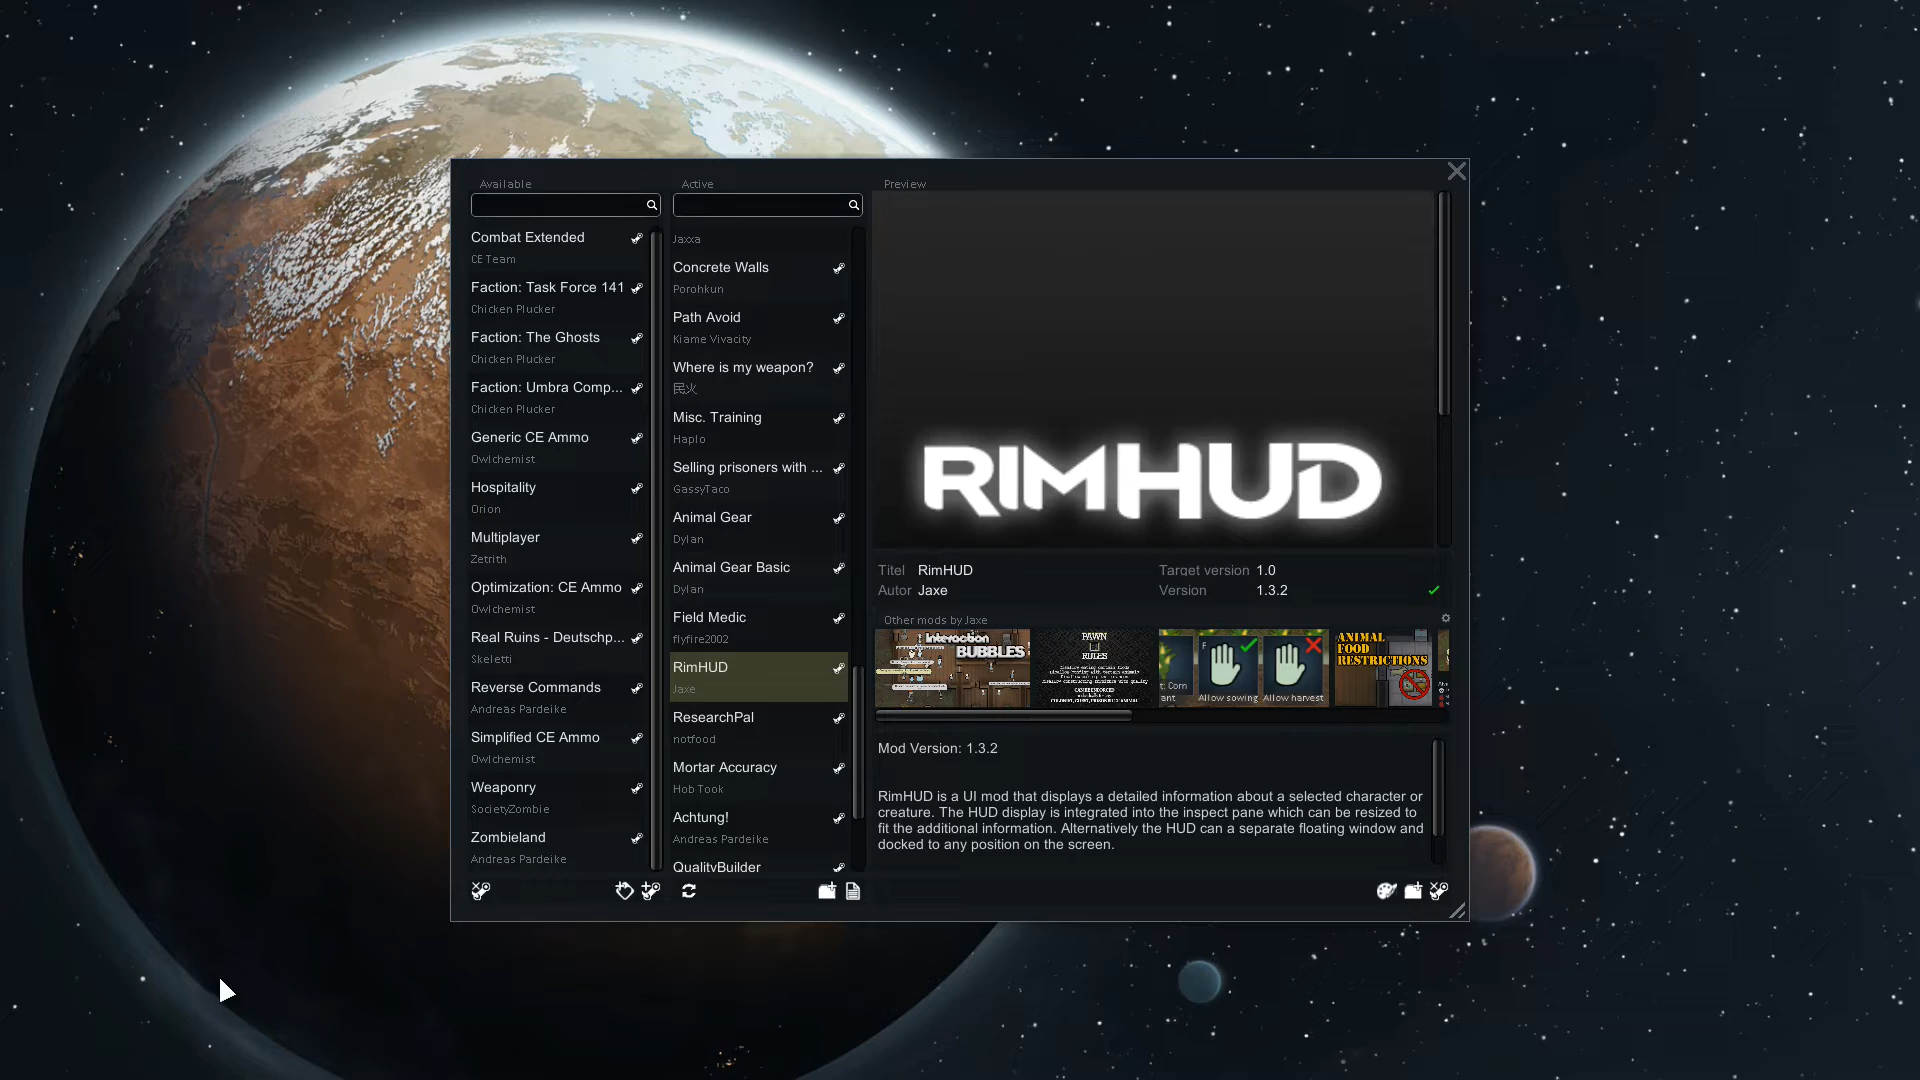 Available
Combat Extended
CE Team
Faction: Task Force 141
Chicken Plucker
Faction: The Ghosts
Chicken Plucker
Faction: Umbra Comp...
Chicken Plucker
Generic CE Ammo
Owlchemist
Hospitality
Orion
Multiplayer
Zetrith
Optimization: CE Ammo
Owlchemist
Real Ruins - Deutschp...
Skeletti
Reverse Commands
Andreas Pardeike
Simplified CE Ammo
Owlchemist
Weaponry
SocietyZombie
Zombieland
Andreas Pardeike
Active
Jaxxa
Concrete Walls
Porohkun
Path Avoid
Kiame Vivacity
Where is my weapon?
民火
Misc. Training
Haplo
Selling prisoners with ...
GassyTaco
Animal Gear
Dylan
Animal Gear Basic
Dylan
Field Medic
flyfire2002
RimHUD
Jaxe
ResearchPal
notfood
Mortar Accuracy
Hob Took
Achtung!
Andreas Pardeike
QualityBuilder
Preview
RIMHUD
Titel RimHUD
Target version 1.0
Autor Jaxe
Version 1.3.2
Other mods by Jaxe
Interaction
BUBBLES
PAWN
RULES
F
Allow sowing
Allow harvest
ANIMAL
FOOD
RESTRICTIONS
Mod Version: 1.3.2
RimHUD is a UI mod that displays a detailed information about a selected character or
creature. The HUD display is integrated into the inspect pane which can be resized to
fit the additional information. Alternatively the HUD can a separate floating window and
docked to any position on the screen.